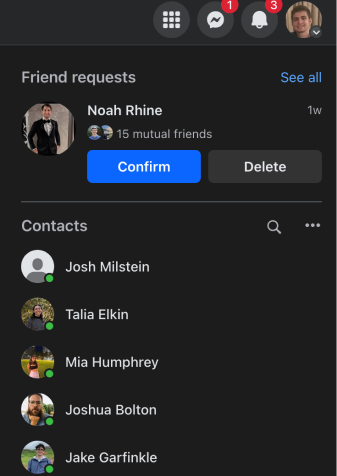 1
3
Friend requests
See all
Noah Rhine
1w
15 mutual friends
Confirm
Delete
Contacts
Josh Milstein
Talia Elkin
Mia Humphrey
Joshua Bolton
Jake Garfinkle